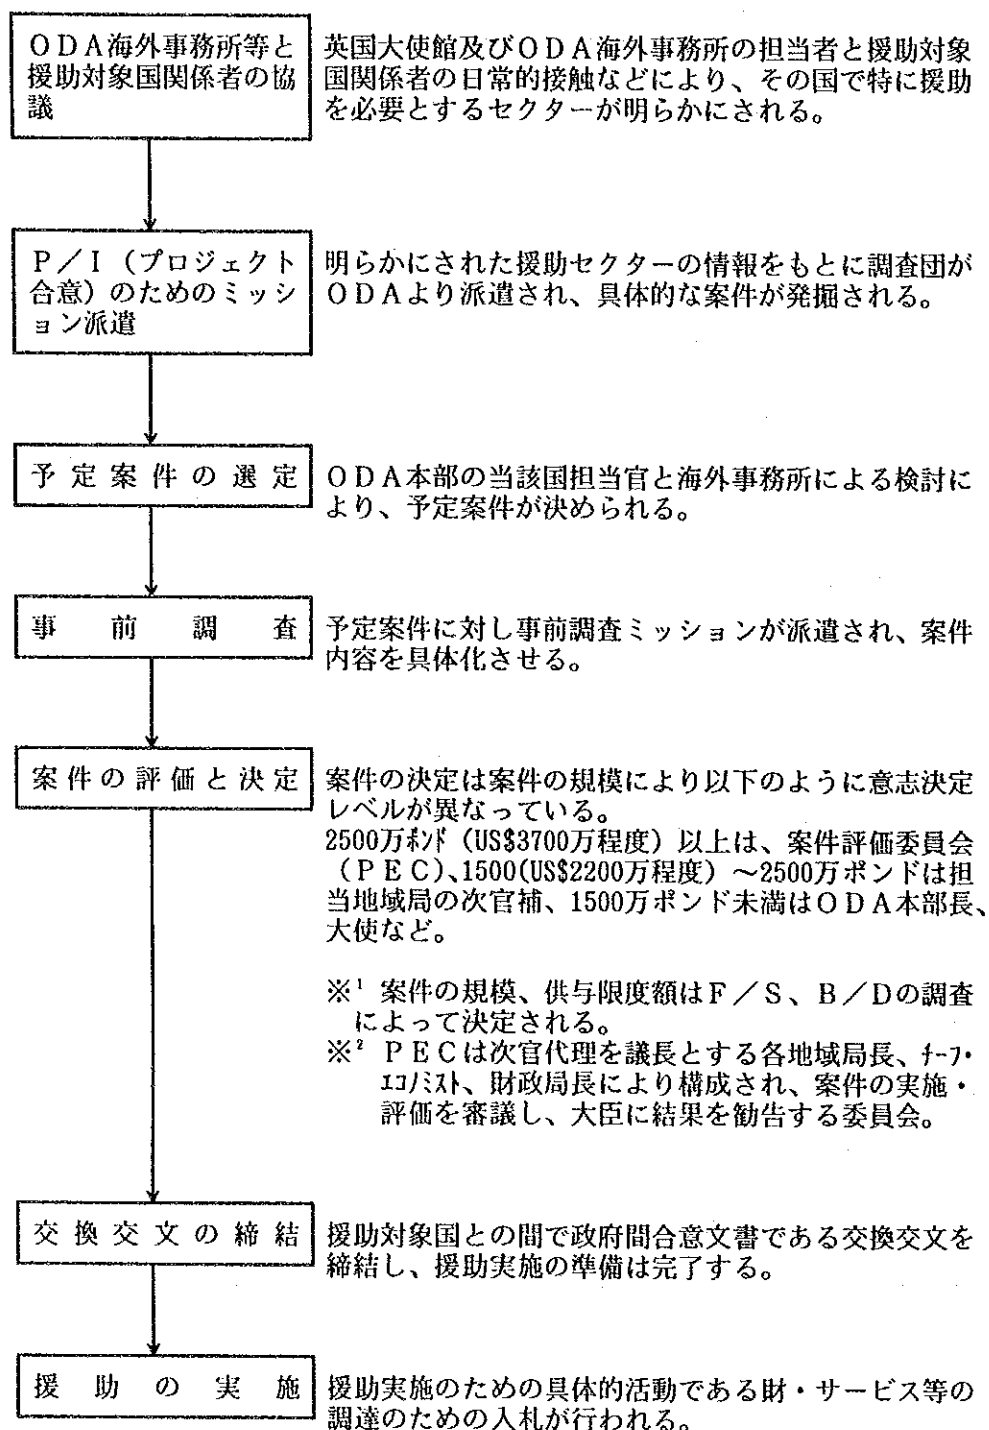 ODA海外事務所等と
援助対象国関係者の協
議
英国大使館及びODA海外事務所の担当者と援助対象
国関係者の日常的接触などにより、その国で特に援助
を必要とするセクターが明らかにされる。
P/I(プロジェクト
合意)のためのミッシ
ョン派遣
明らかにされた援助セクターの情報をもとに調査団が
ODAより派遣され、具体的な案件が発掘される。
予定案件の選定
ODA本部の当該国担当官と海外事務所による検討に
より、予定案件が決められる。
事前調査
予定案件に対し事前調査ミッションが派遣され、案件
内容を具体化させる。
案件の評価と決定
案件の決定は案件の規模により以下のように意志決定
レベルが異なっている。
2500万ポンド(US$3700万程度)以上は、案件評価委員会
(PEC)、1500(US$2200万程度)~2500万ポンドは担
当地域局の次官補、1500万ポンド未満はODA本部長、
大使など。
※¹ 案件の規模、供与限度額はF/S、B/Dの調査
によって決定される。
※² PECは次官代理を議長とする各地域局長、チーフ・
エコノミスト、財政局長により構成され、案件の実施・
評価を審議し、大臣に結果を勧告する委員会。
交換交文の締結
援助対象国との間で政府間合意文書である交換交文を
締結し、援助実施の準備は完了する。
援助の実施
援助実施のための具体的活動である財・サービス等の
調達のための入札が行われる。